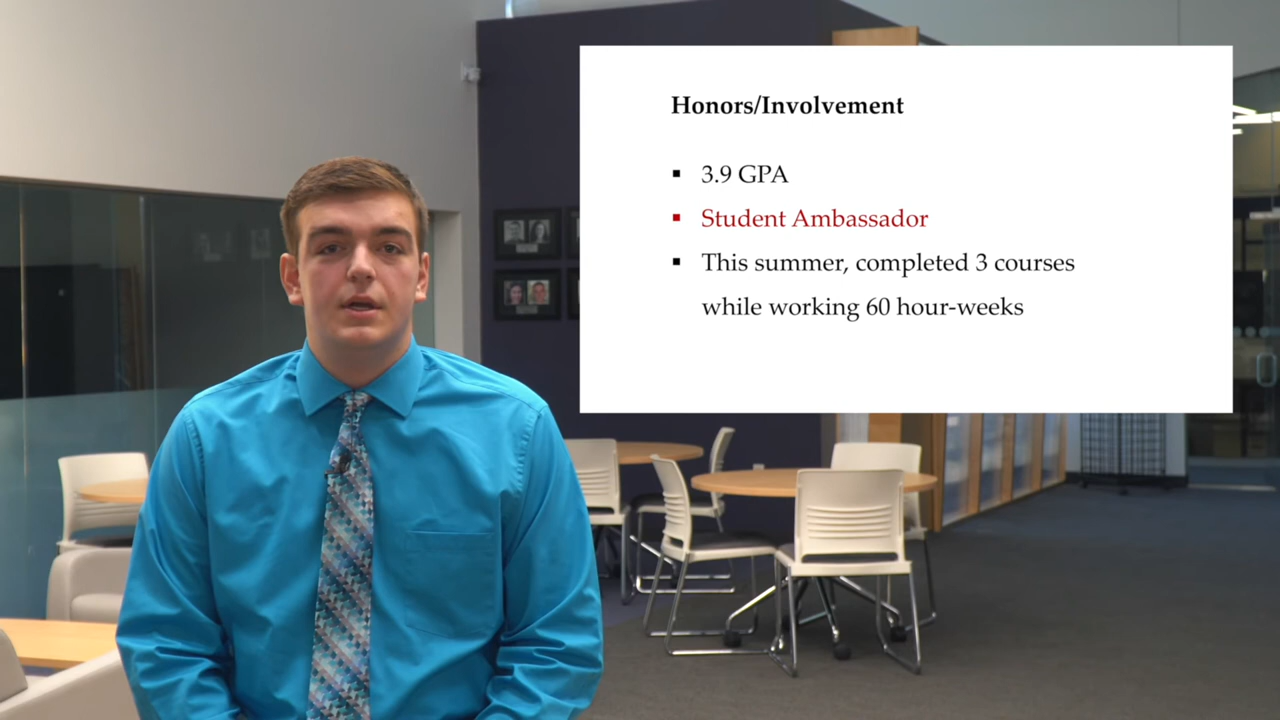 Honors/Involvement
▪ 3.9 GPA
▪ Student Ambassador
▪ This summer, completed 3 courses
while working 60 hour-weeks